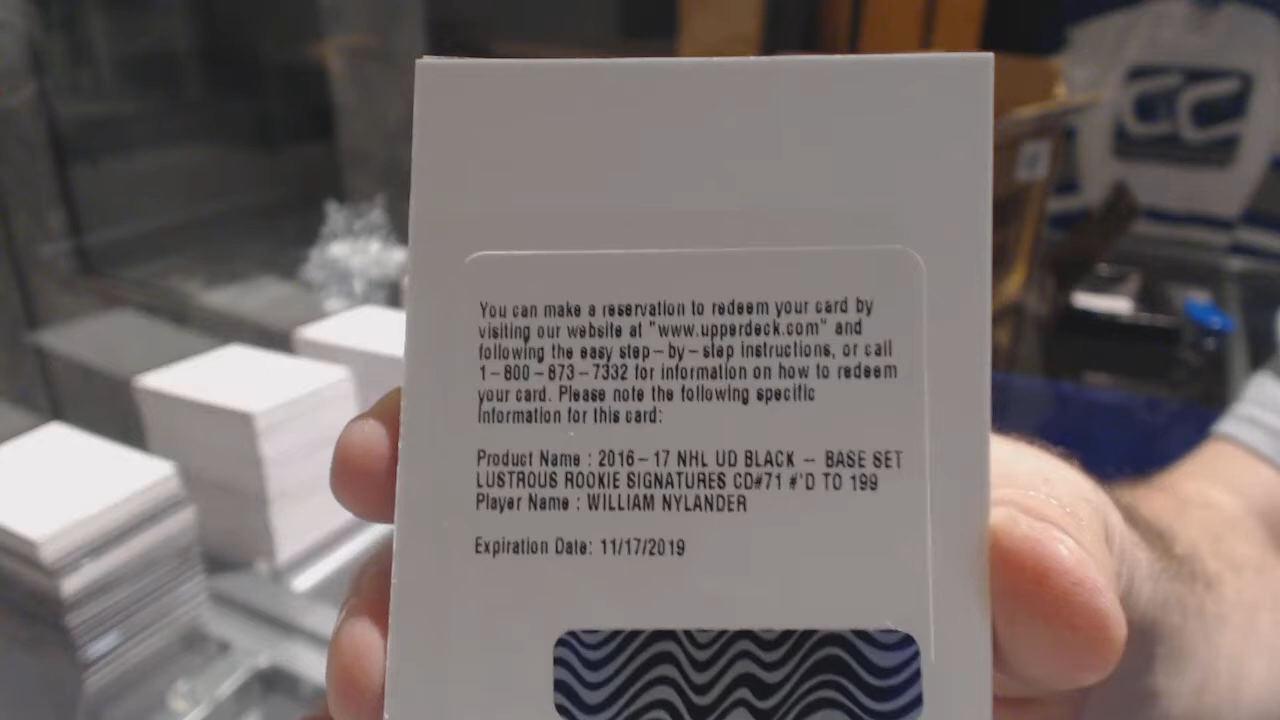 You can make a reservation to redeem your card by
visiting our website at "www.upperdeck.com" and
following the easy step-by-step instructions, or call
1-800-873-7332 for information on how to redeem
your card. Please note the following specific
information for this card:
Product Name : 2016-17 NHL UD BLACK -- BASE SET
LUSTROUS ROOKIE SIGNATURES CD#71 #'D TO 199
Player Name : WILLIAM NYLANDER
Expiration Date: 11/17/2019
CC